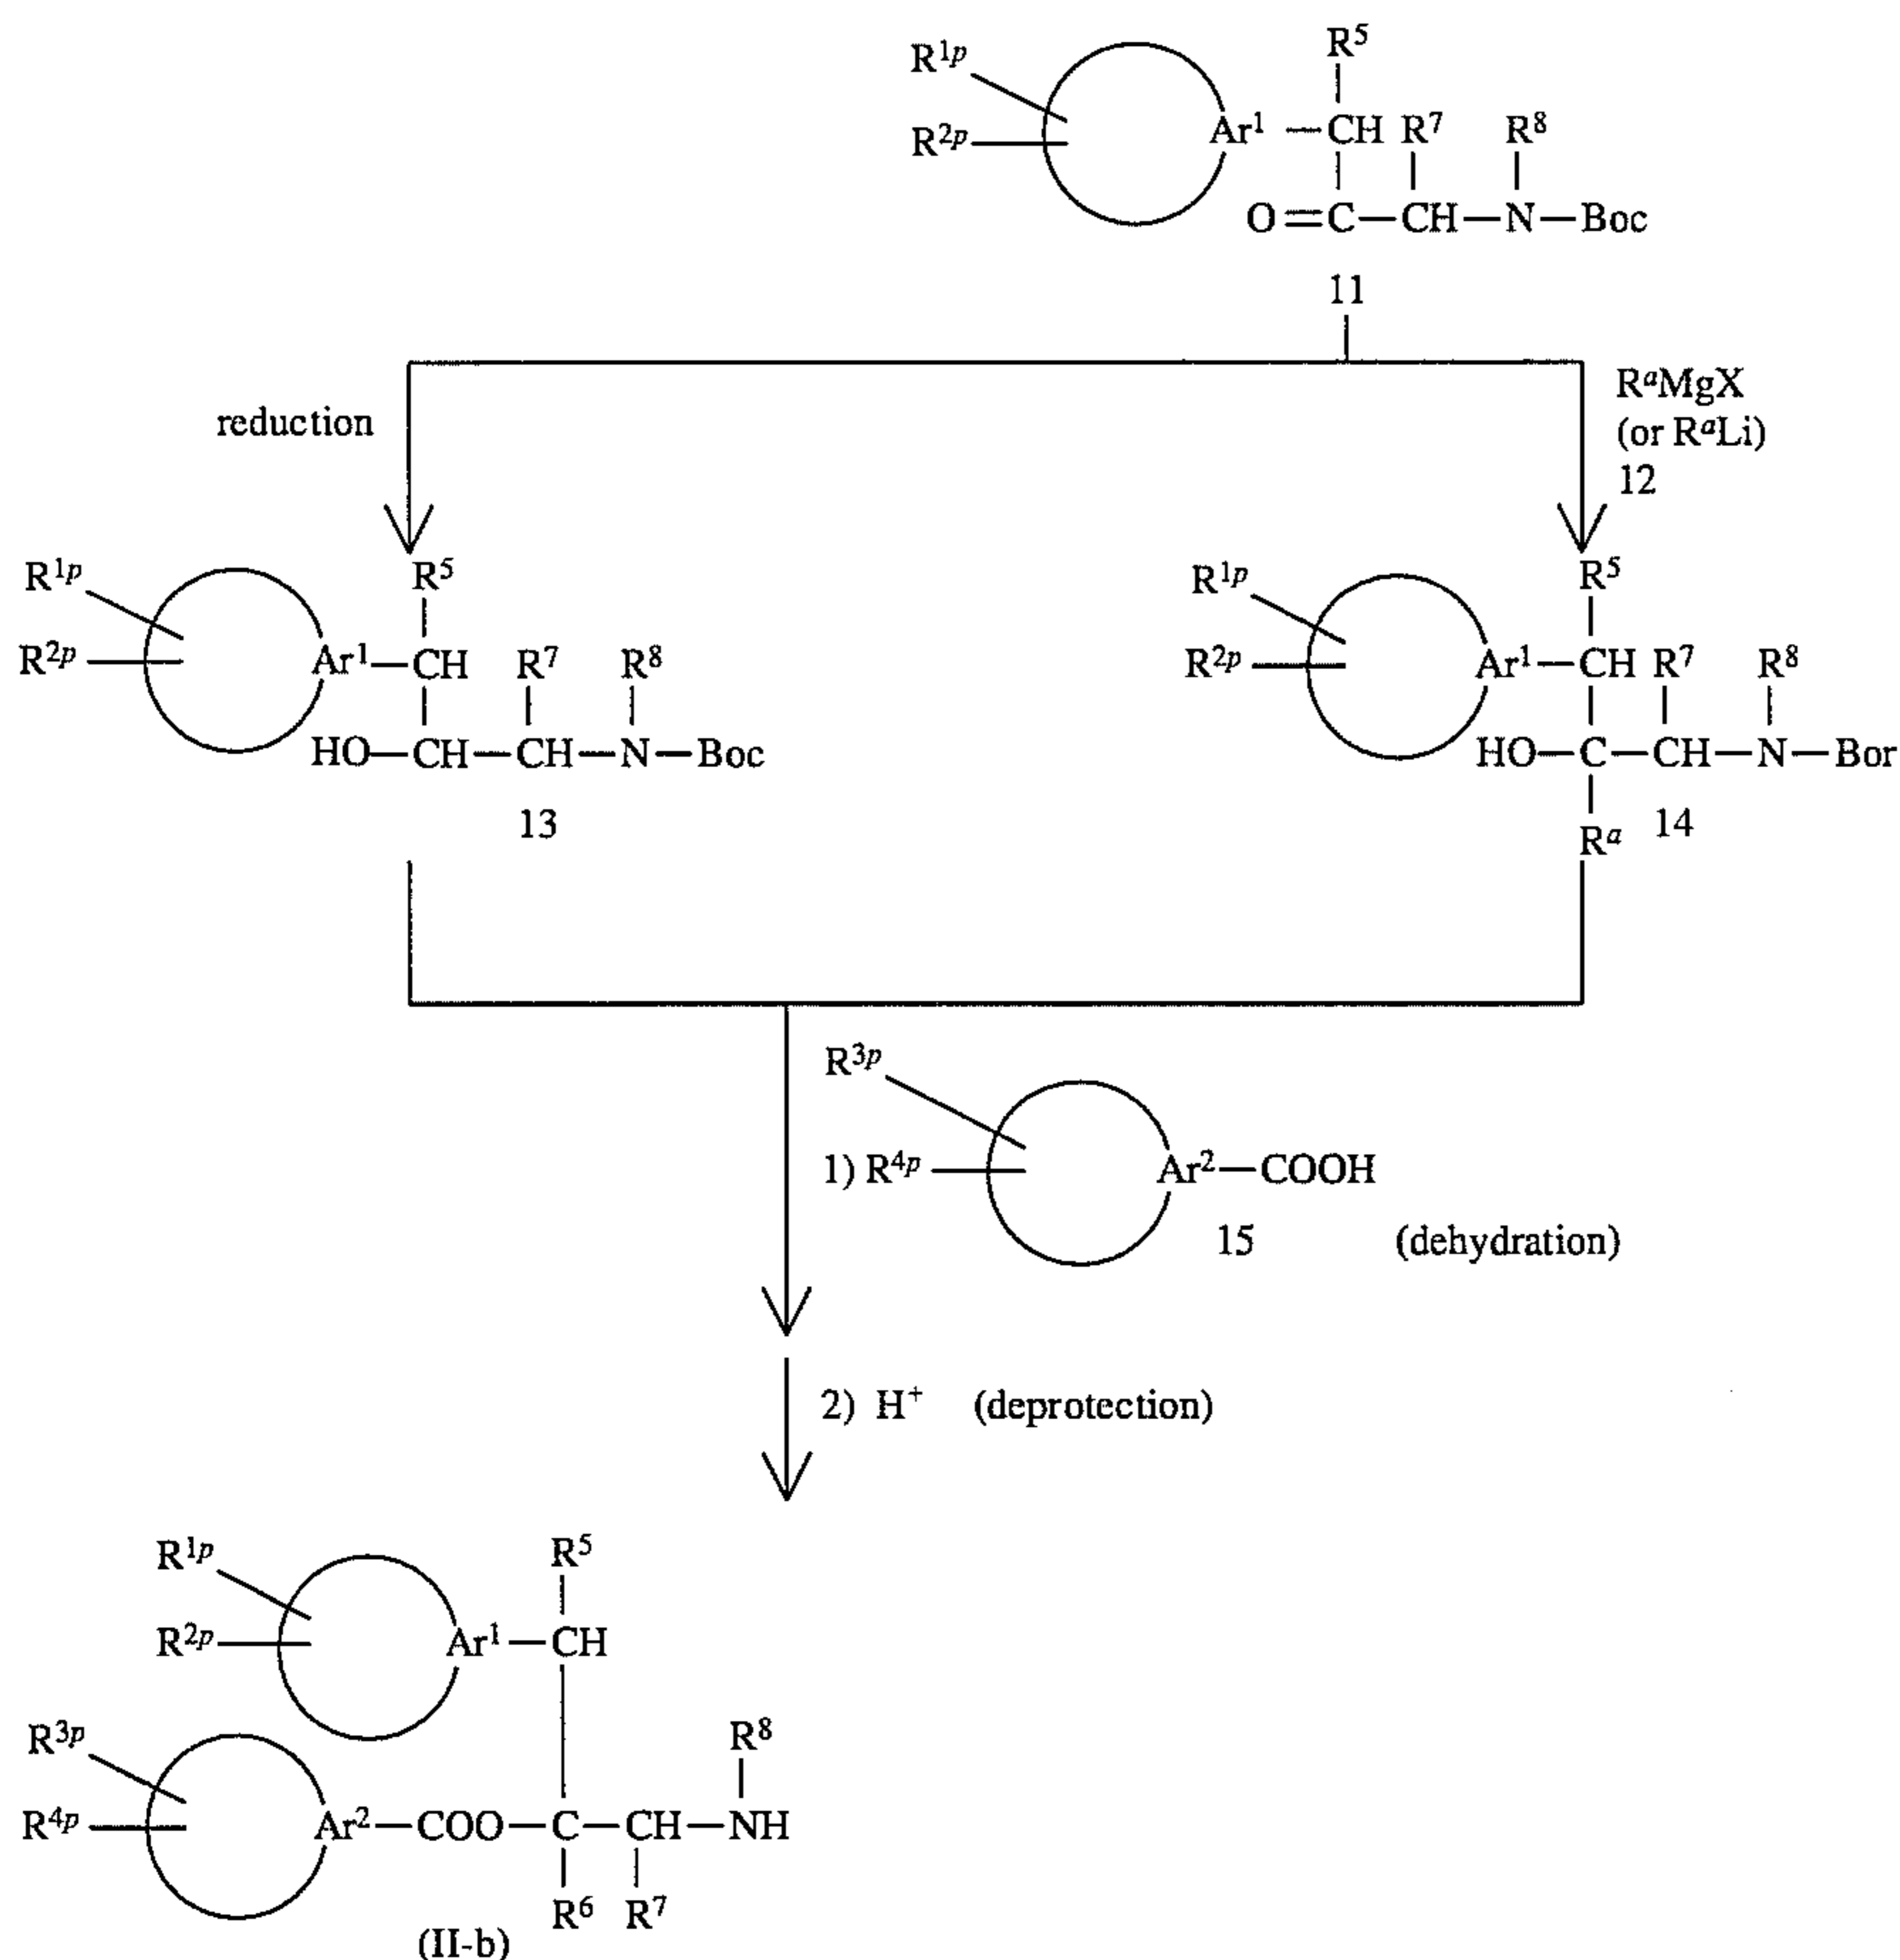 R⁵
R¹ᵖ
R²ᵖ Ar¹—CH R⁷ R⁸
O=C—CH—N—Boc
11
reduction
RᵃMgX
(or RᵃLi)
12
R¹ᵖ R⁵ R¹ᵖ R⁵
R²ᵖ Ar¹—CH R⁷ R⁸ R²ᵖ Ar¹—CH R⁷ R⁸
HO—CH—CH—N—Boc HO—C—CH—N—Bor
13 Rᵃ 14
R³ᵖ
1) R⁴ᵖ Ar²—COOH
15 (dehydration)
2) H⁺ (deprotection)
R¹ᵖ R⁵
R²ᵖ Ar¹—CH
R³ᵖ R⁸
R⁴ᵖ Ar²—COO—C—CH—NH
R⁶ R⁷
(II-b)